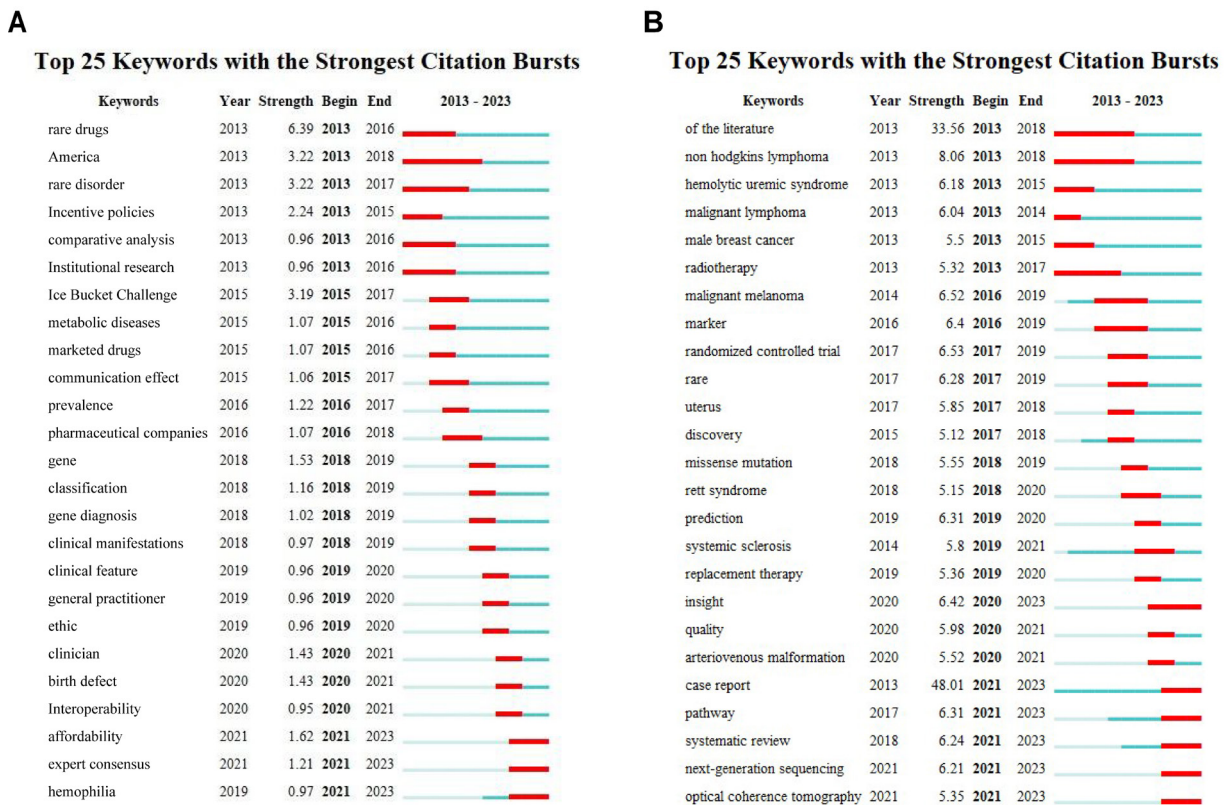 A
Top 25 Keywords with the Strongest Citation Bursts
Keywords Year Strength Begin End 2013 - 2023
rare drugs 2013 6.39 2013 2016
America 2013 3.22 2013 2018
rare disorder 2013 3.22 2013 2017
Incentive policies 2013 2.24 2013 2015
comparative analysis 2013 0.96 2013 2016
Institutional research 2013 0.96 2013 2016
Ice Bucket Challenge 2015 3.19 2015 2017
metabolic diseases 2015 1.07 2015 2016
marketed drugs 2015 1.07 2015 2016
communication effect 2015 1.06 2015 2017
prevalence 2016 1.22 2016 2017
pharmaceutical companies 2016 1.07 2016 2018
gene 2018 1.53 2018 2019
classification 2018 1.16 2018 2019
gene diagnosis 2018 1.02 2018 2019
clinical manifestations 2018 0.97 2018 2019
clinical feature 2019 0.96 2019 2020
general practitioner 2019 0.96 2019 2020
ethic 2019 0.96 2019 2020
clinician 2020 1.43 2020 2021
birth defect 2020 1.43 2020 2021
Interoperability 2020 0.95 2020 2021
affordability 2021 1.62 2021 2023
expert consensus 2021 1.21 2021 2023
hemophilia 2019 0.97 2021 2023
B
Top 25 Keywords with the Strongest Citation Bursts
Keywords Year Strength Begin End 2013 - 2023
of the literature 2013 33.56 2013 2018
non hodgkins lymphoma 2013 8.06 2013 2018
hemolytic uremic syndrome 2013 6.18 2013 2015
malignant lymphoma 2013 6.04 2013 2014
male breast cancer 2013 5.5 2013 2015
radiotherapy 2013 5.32 2013 2017
malignant melanoma 2014 6.52 2016 2019
marker 2016 6.4 2016 2019
randomized controlled trial 2017 6.53 2017 2019
rare 2017 6.28 2017 2019
uterus 2017 5.85 2017 2018
discovery 2015 5.12 2017 2018
missense mutation 2018 5.55 2018 2019
rett syndrome 2018 5.15 2018 2020
prediction 2019 6.31 2019 2020
systemic sclerosis 2014 5.8 2019 2021
replacement therapy 2019 5.36 2019 2020
insight 2020 6.42 2020 2023
quality 2020 5.98 2020 2021
arteriovenous malformation 2020 5.52 2020 2021
case report 2013 48.01 2021 2023
pathway 2017 6.31 2021 2023
systematic review 2018 6.24 2021 2023
next-generation sequencing 2021 6.21 2021 2023
optical coherence tomography 2021 5.35 2021 2023